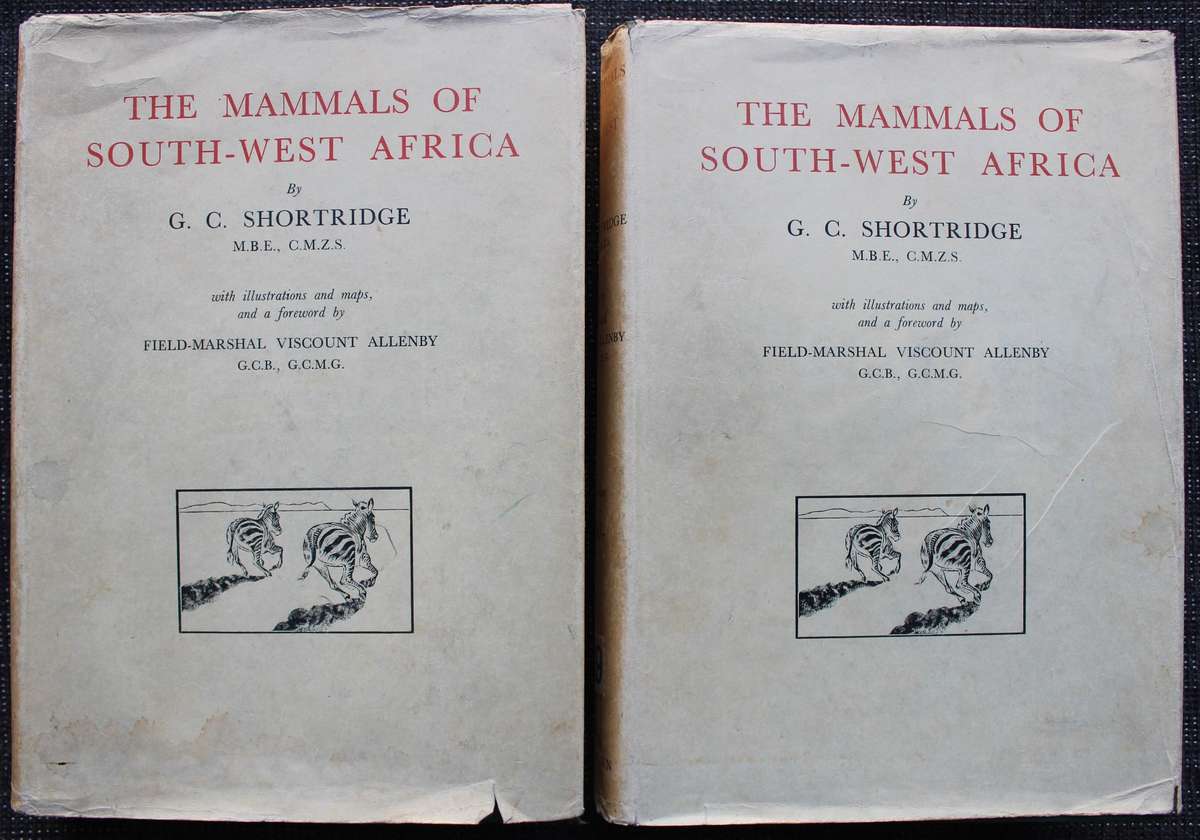 THE MAMMALS OF
SOUTH-WEST AFRICA
By
G. C. SHORTRIDGE
M.B.E., C.M.Z.S.
with illustrations and maps,
and a foreword by
FIELD-MARSHAL VISCOUNT ALLENBY
G.C.B., G.C.M.G.
THE MAMMALS OF
SOUTH-WEST AFRICA
By
G. C. SHORTRIDGE
M.B.E., C.M.Z.S.
with illustrations and maps,
and a foreword by
FIELD-MARSHAL VISCOUNT ALLENBY
G.C.B., G.C.M.G.